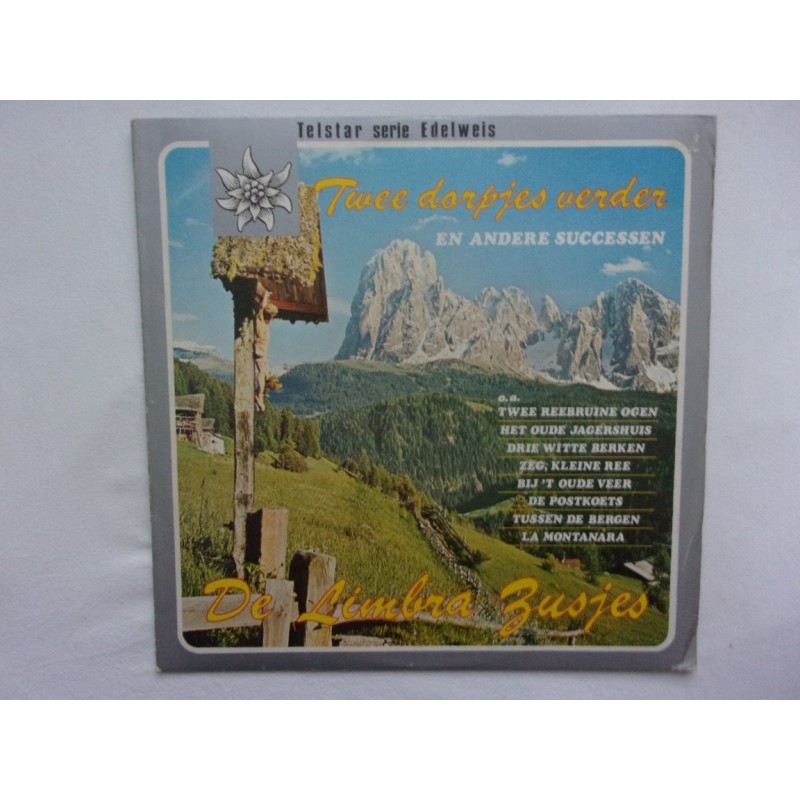 Telstar serie Edelweis
Twee dorpjes verder
EN ANDERE SUCCESSEN
o.a.
TWEE REEBRUINE OGEN
HET OUDE JAGERSHUIS
DRIE WITTE BERKEN
ZEG, KLEINE REE
BIJ 'T OUDE VEER
DE POSTKOETS
TUSSEN DE BERGEN
LA MONTANARA
De Limbra Zusjes